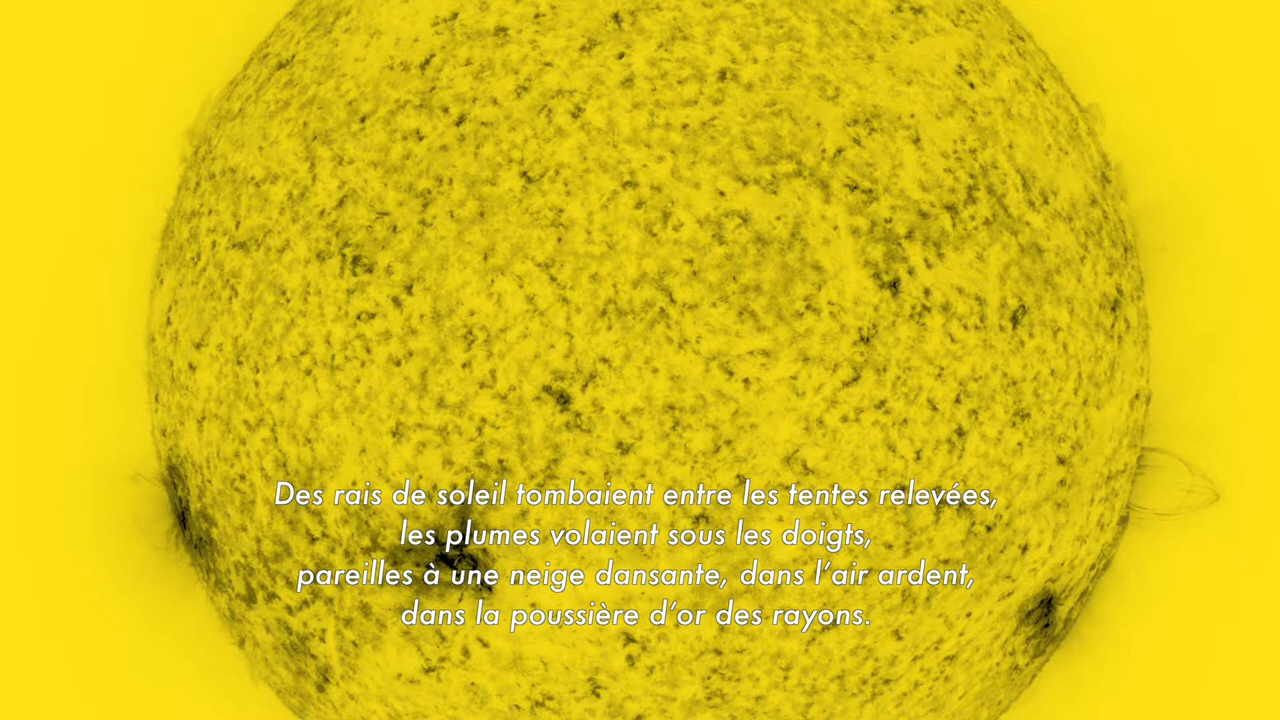 Des rais de soleil tombaient entre les tentes relevées,
les plumes volaient sous les doigts,
pareilles à une neige dansante, dans l’air ardent,
dans la poussière d’or des rayons.